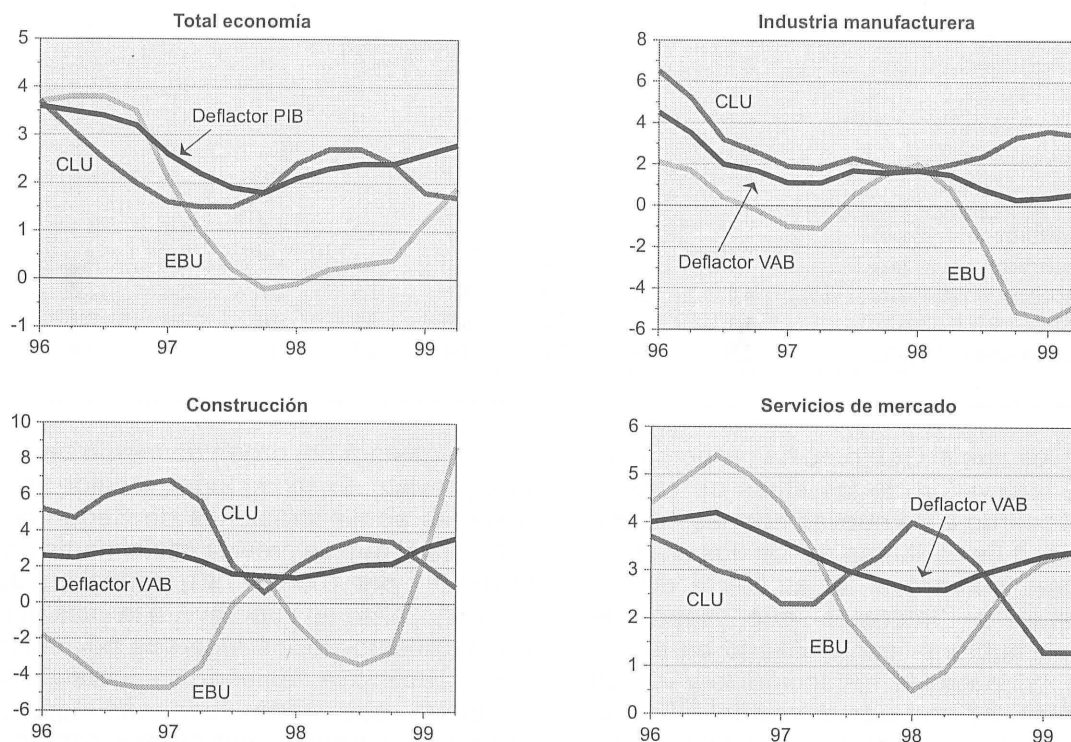 Total economía
5
4
3
2
1
0
-1
Deflactor PIB
CLU
EBU
96 97 98 99
Industria manufacturera
8
6
4
2
0
-2
-4
-6
CLU
Deflactor VAB
EBU
96 97 98 99
Construcción
10
8
6
4
2
0
-2
-4
-6
CLU
Deflactor VAB
EBU
96 97 98 99
Servicios de mercado
6
5
4
3
2
1
0
Deflactor VAB
CLU
EBU
96 97 98 99